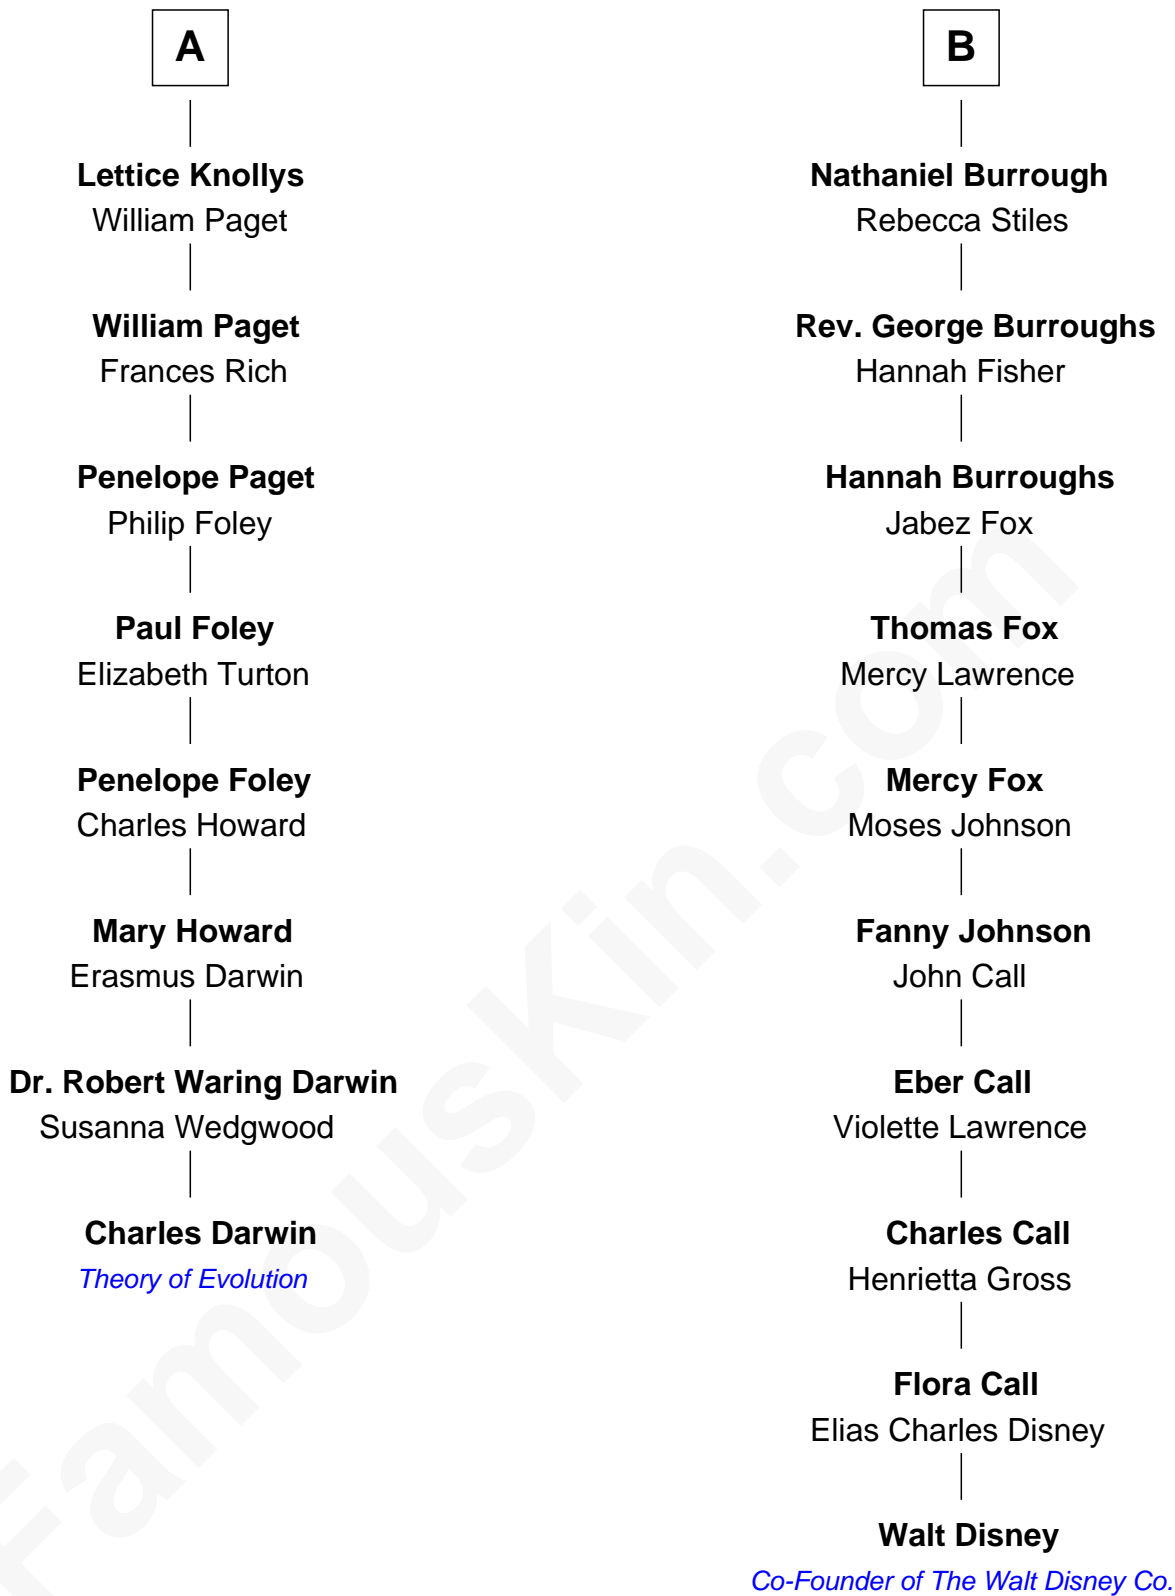 A
Lettice Knollys
William Paget
William Paget
Frances Rich
Penelope Paget
Philip Foley
Paul Foley
Elizabeth Turton
Penelope Foley
Charles Howard
Mary Howard
Erasmus Darwin
Dr. Robert Waring Darwin
Susanna Wedgwood
Charles Darwin
Theory of Evolution
B
Nathaniel Burrough
Rebecca Stiles
Rev. George Burroughs
Hannah Fisher
Hannah Burroughs
Jabez Fox
Thomas Fox
Mercy Lawrence
Mercy Fox
Moses Johnson
Fanny Johnson
John Call
Eber Call
Violette Lawrence
Charles Call
Henrietta Gross
Flora Call
Elias Charles Disney
Walt Disney
Co-Founder of The Walt Disney Co.
FamousKin.com